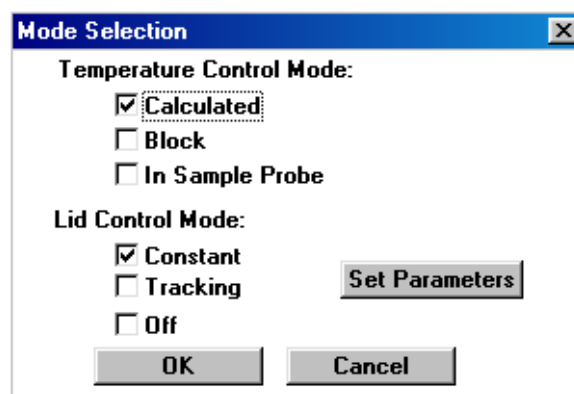 Mode Selection
Temperature Control Mode:
Calculated
Block
In Sample Probe
Lid Control Mode:
Constant
Tracking
Set Parameters
Off
OK
Cancel